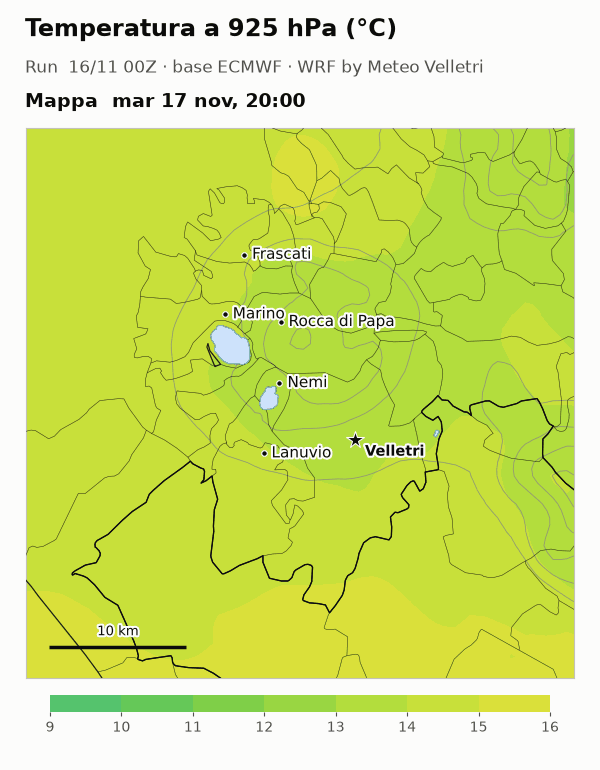 Temperatura a 925 hPa (°C)
Run  16/11 00Z · base ECMWF · WRF by Meteo Velletri
Mappa  mar 17 nov, 20:00
Frascati
Marino
Rocca di Papa
Nemi
Velletri
Lanuvio
10 km
9 10 11 12 13 14 15 16